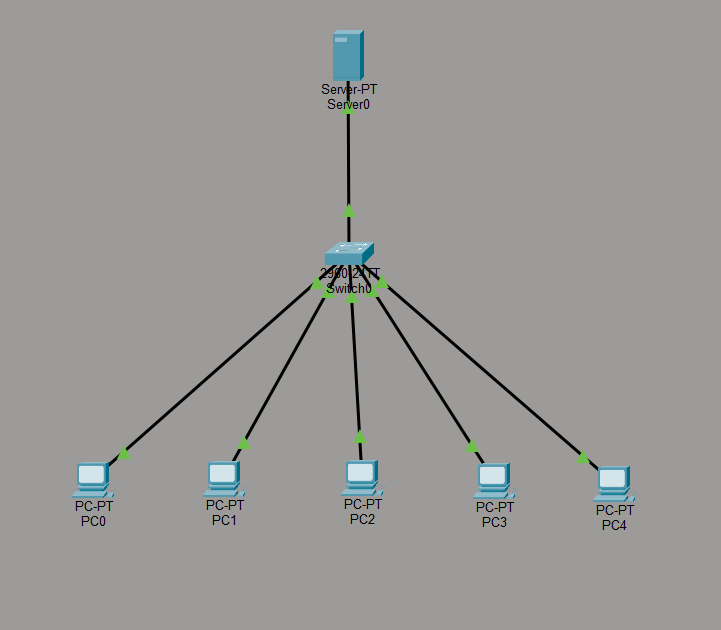 Server-PT
Server0
2960-24TT
Switch0
PC-PT
PC0
PC-PT
PC1
PC-PT
PC2
PC-PT
PC3
PC-PT
PC4